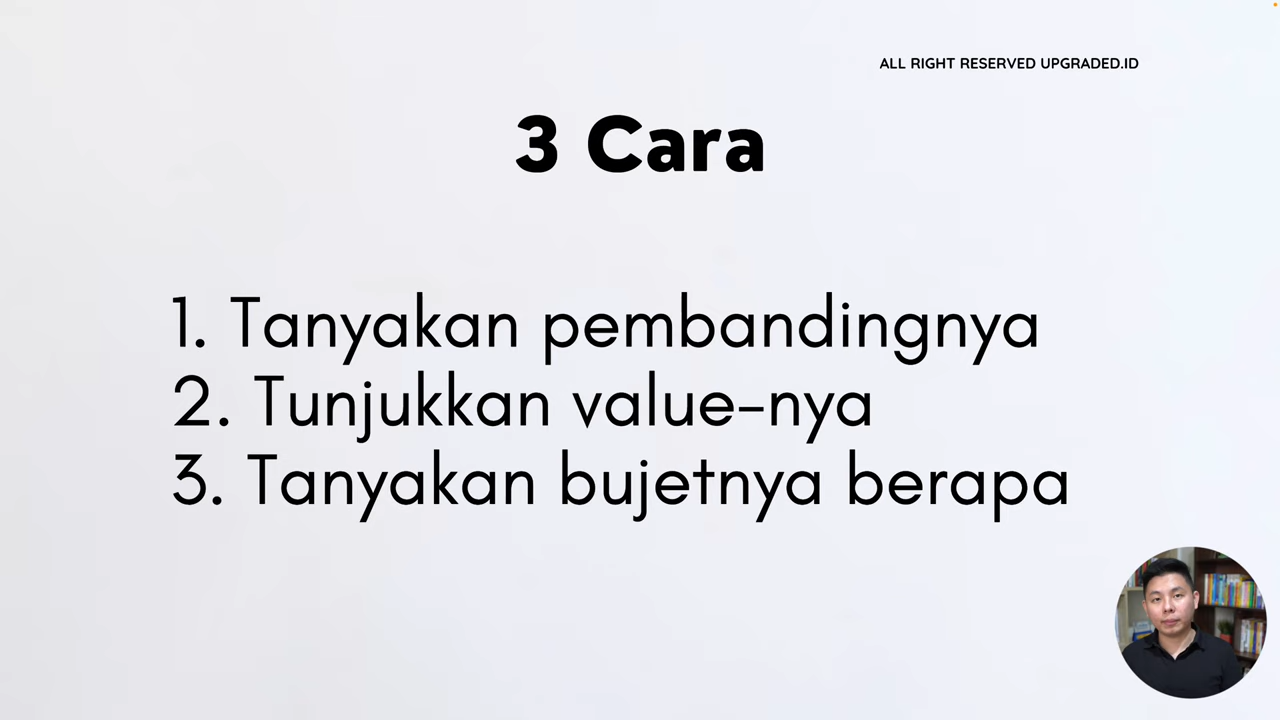 ALL RIGHT RESERVED UPGRADED.ID
3 Cara
1. Tanyakan pembandingnya
2. Tunjukkan value-nya
3. Tanyakan bujetnya berapa